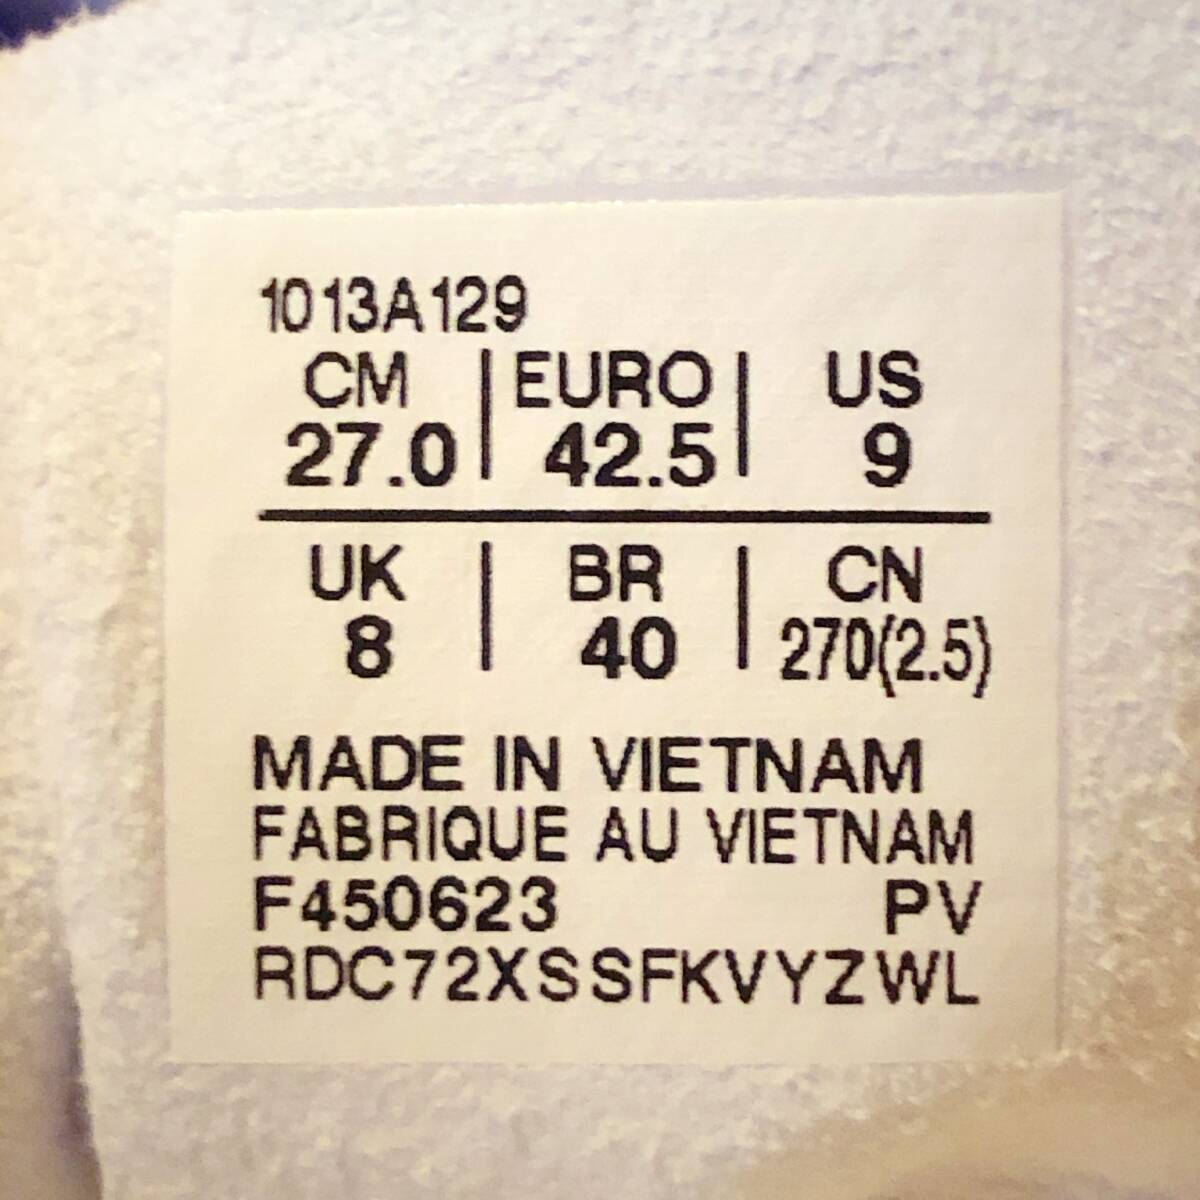 1013A129
CM | EURO | US
27.0 | 42.5 | 9
UK | BR | CN
8 | 40 | 270(2.5)
MADE IN VIETNAM
FABRIQUE AU VIETNAM
F450623 PV
RDC72XSSFKVYZWL